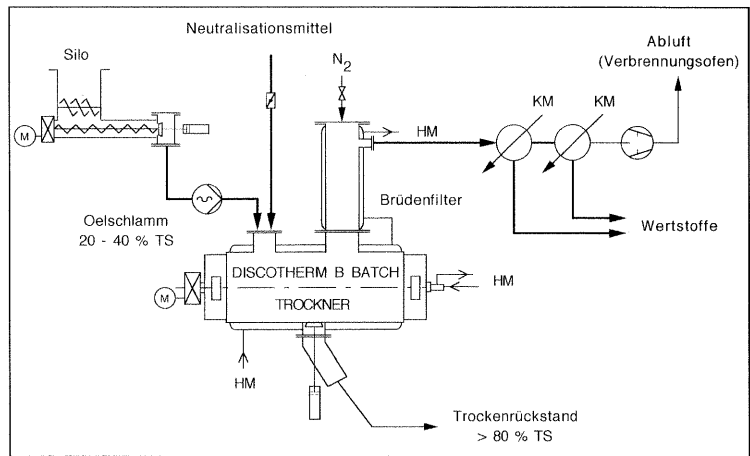 Neutralisationsmittel
Silo
M
N2
Abluft
(Verbrennungsofen)
KM
KM
HM
Oelschlamm
20 - 40 % TS
Brüdenfilter
Wertstoffe
DISCOTHERM B BATCH
TROCKNER
M
HM
HM
Trockenrückstand
> 80 % TS